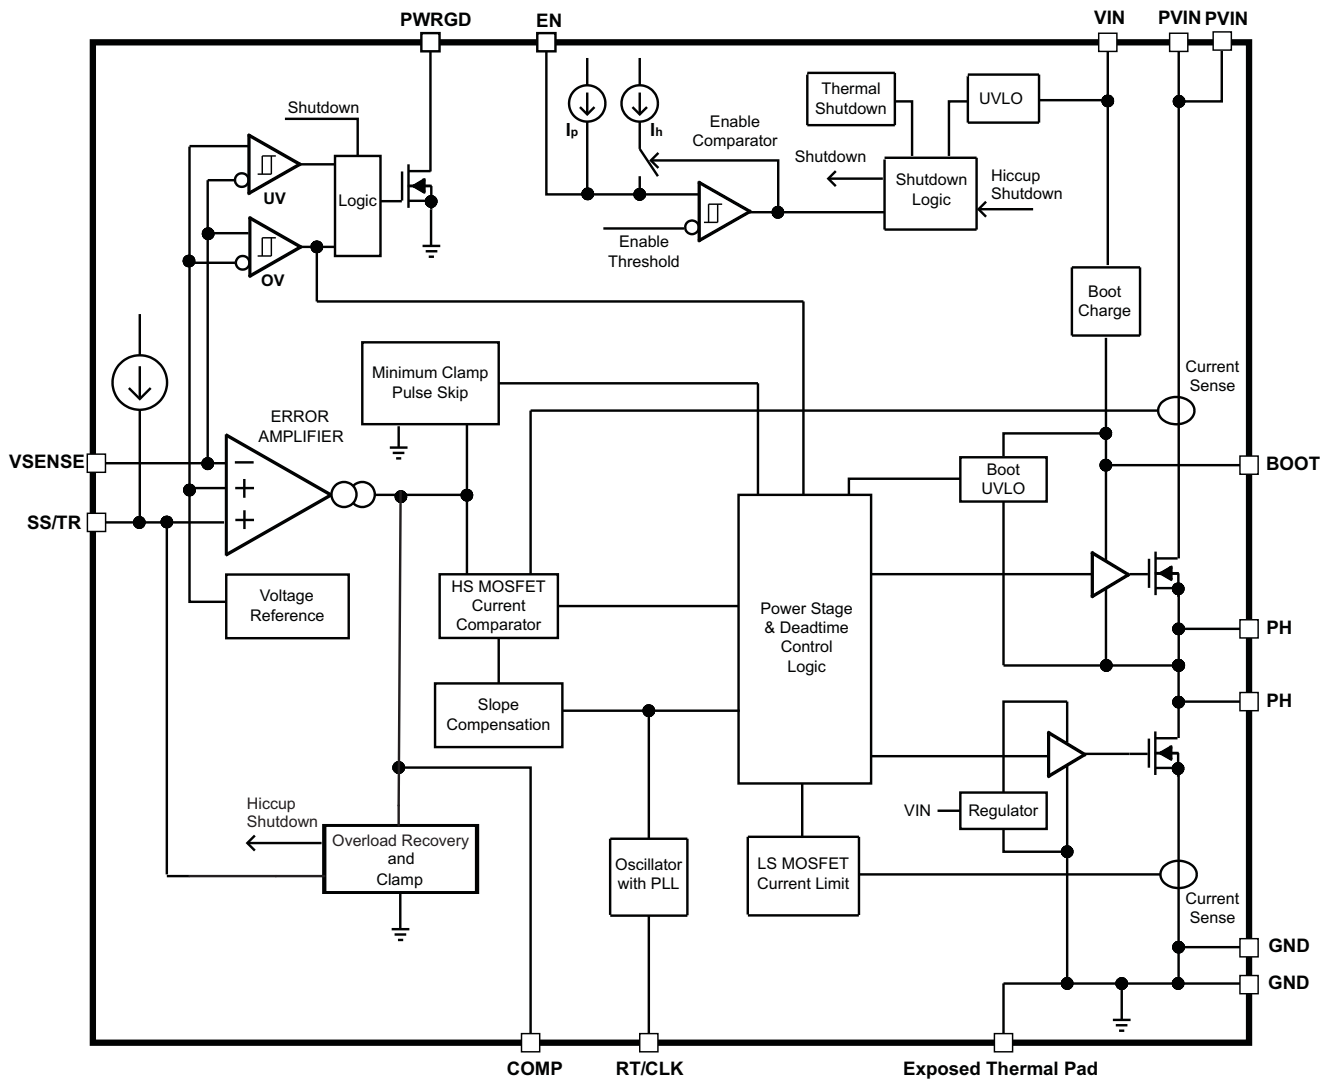 PWRGD
EN
VIN
PVIN
PVIN
Shutdown
UV
Logic
OV
Ip
Ih
Enable
Comparator
Enable
Threshold
Thermal
Shutdown
UVLO
Shutdown
Shutdown
Logic
Hiccup
Shutdown
Boot
Charge
Current
Sense
Minimum Clamp
Pulse Skip
ERROR
AMPLIFIER
VSENSE
SS/TR
−
+
+
Voltage
Reference
HS MOSFET
Current
Comparator
Slope
Compensation
Boot
UVLO
BOOT
Power Stage
& Deadtime
Control
Logic
PH
PH
VIN
Regulator
Hiccup
Shutdown
Overload Recovery
and
Clamp
Oscillator
with PLL
LS MOSFET
Current Limit
Current
Sense
GND
GND
COMP
RT/CLK
Exposed Thermal Pad